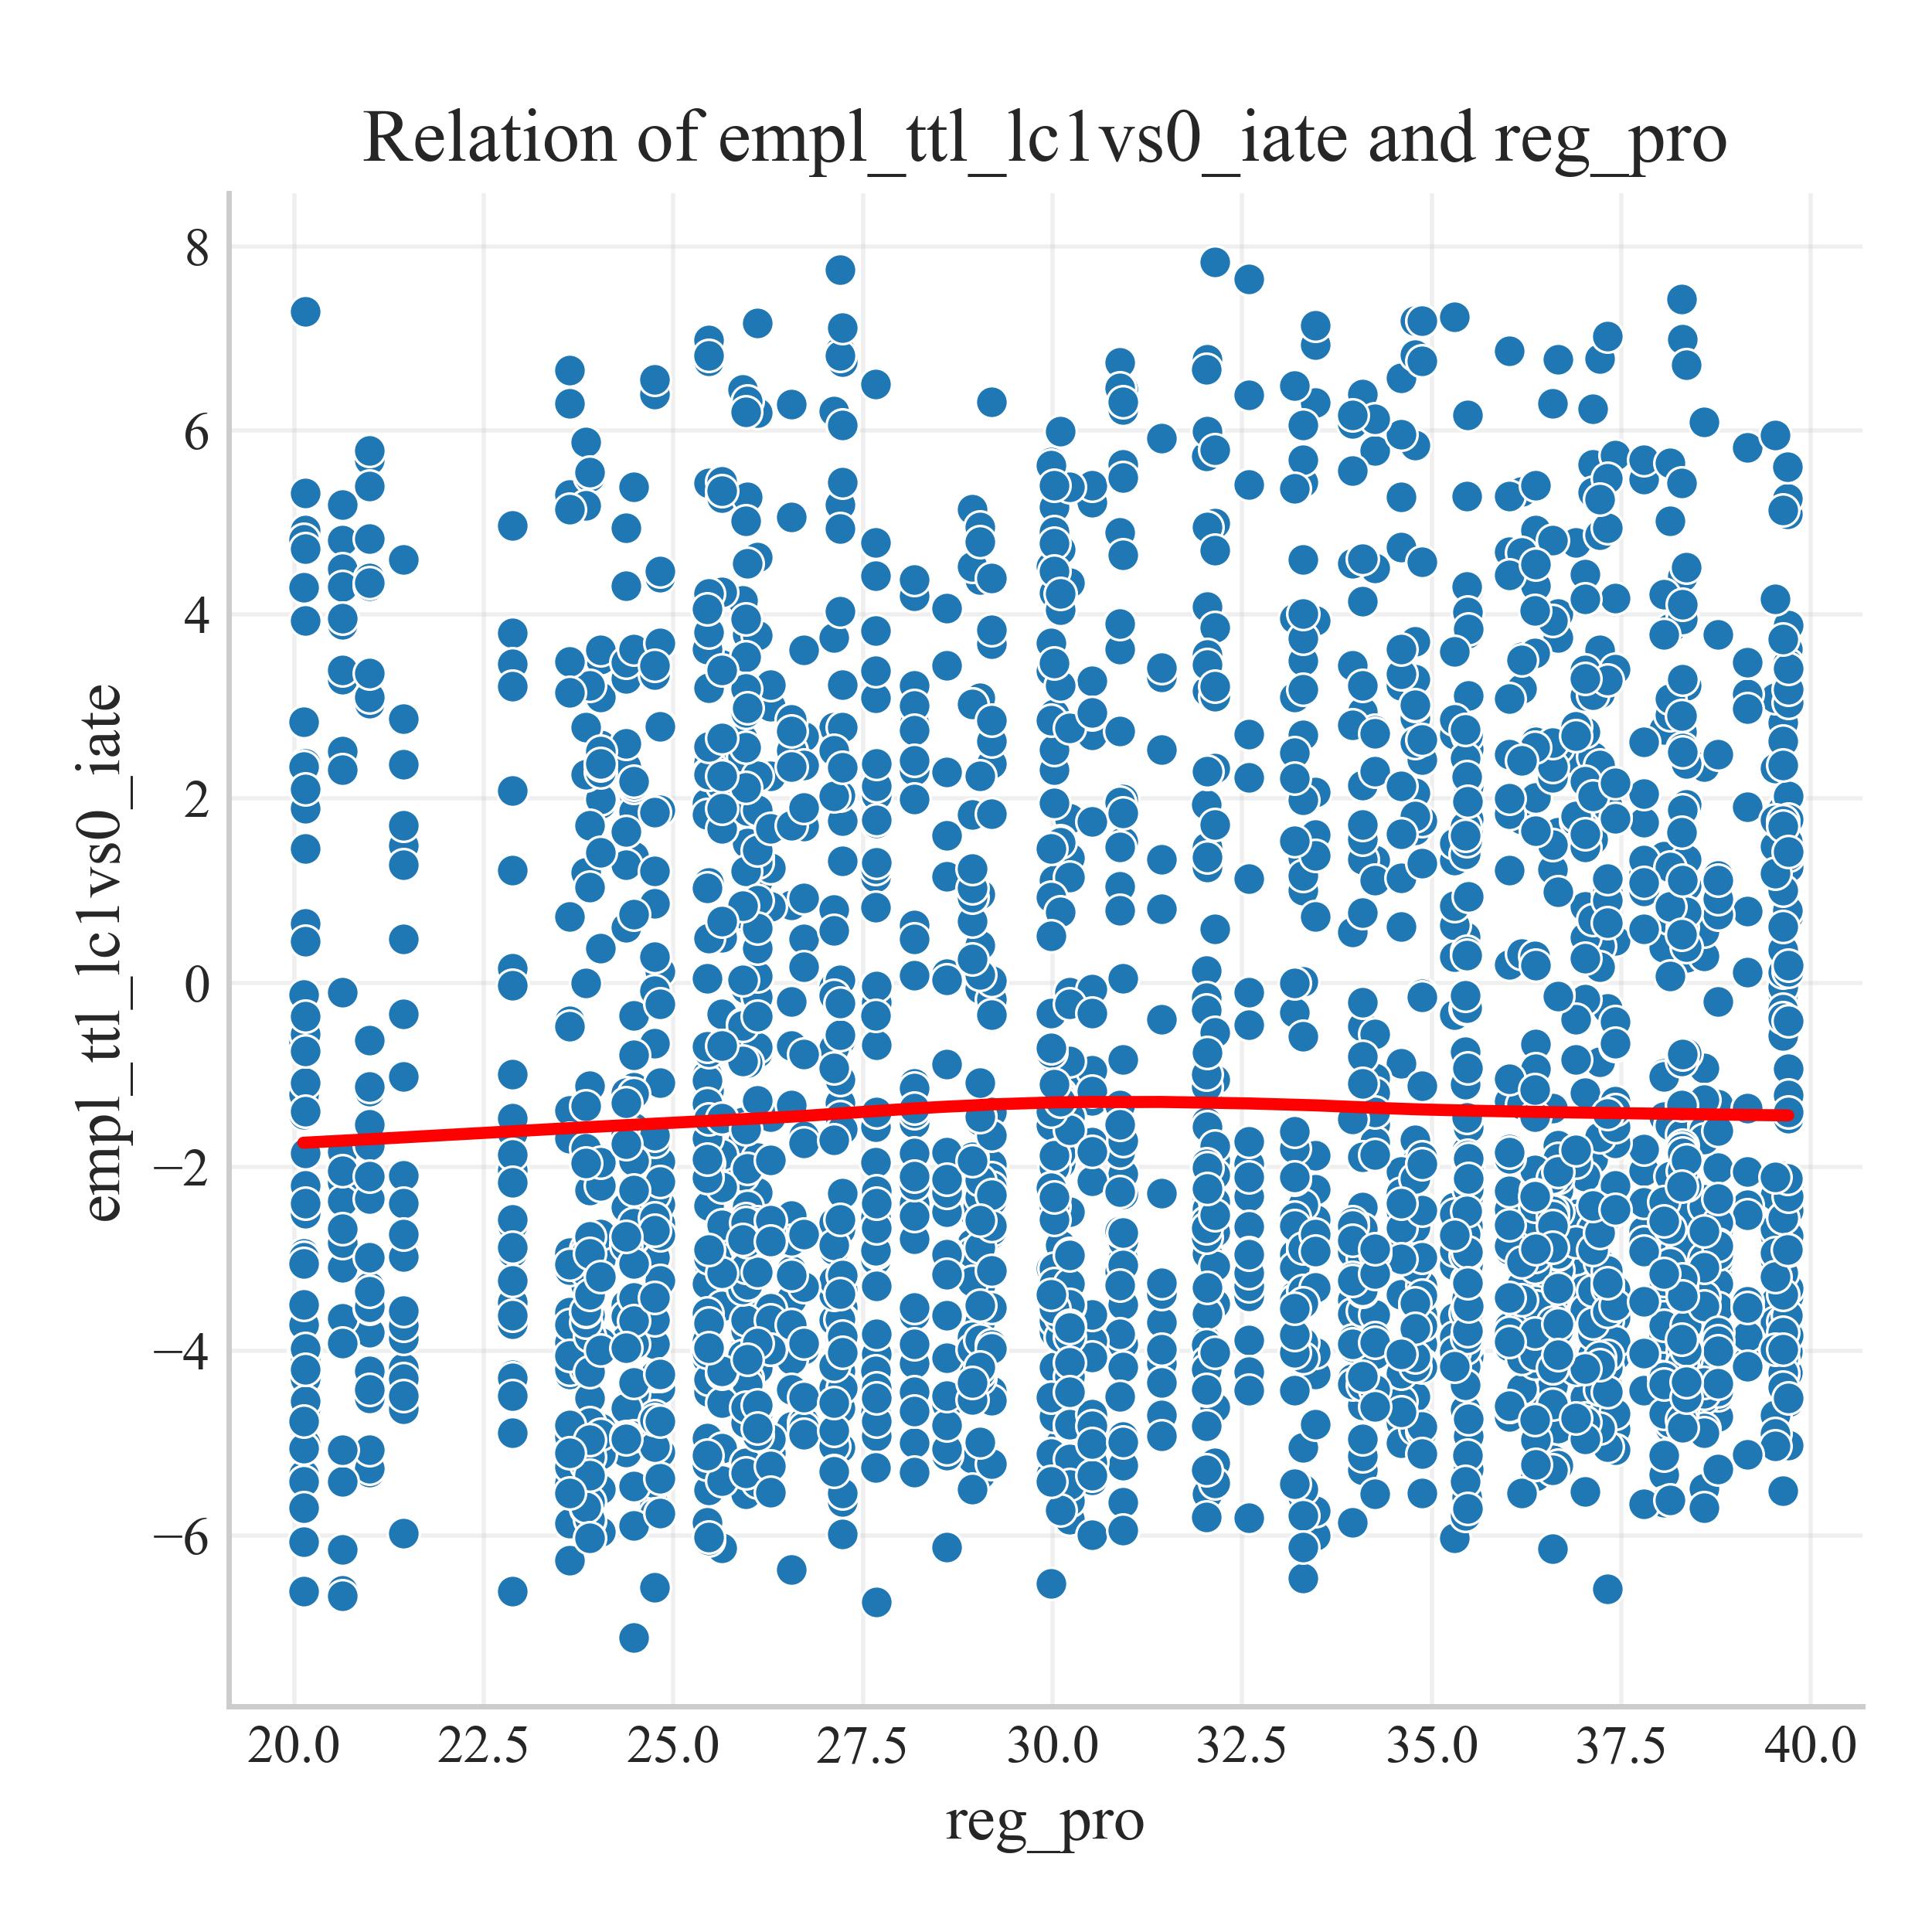 Relation of empl_ttl_lc1vs0_iate and reg_pro
empl_ttl_lc1vs0_iate
8
6
4
2
0
−2
−4
−6
20.0 22.5 25.0 27.5 30.0 32.5 35.0 37.5 40.0
reg_pro